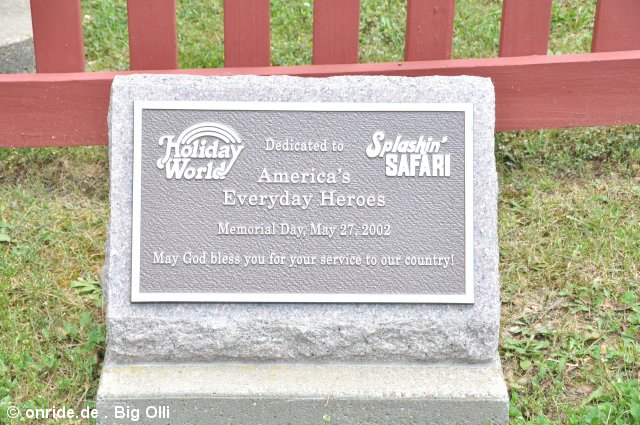 Holiday World
Dedicated to
Splashin' SAFARI
America's
Everyday Heroes
Memorial Day, May 27, 2002
May God bless you for your service to our country!
© onride.de . Big Olli